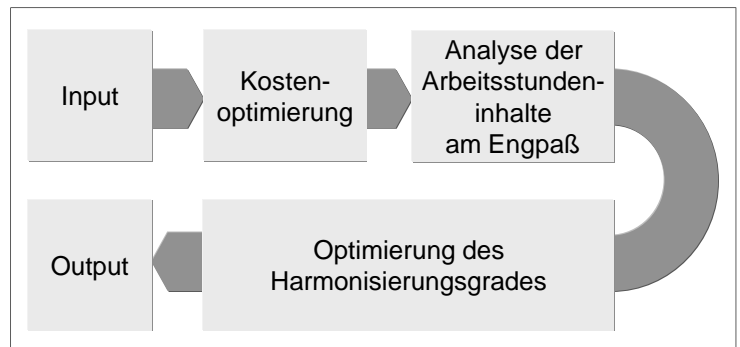 Input
Kosten-
optimierung
Analyse der
Arbeitsstunden-
inhalte
am Engpaß
Optimierung des
Harmonisierungsgrades
Output